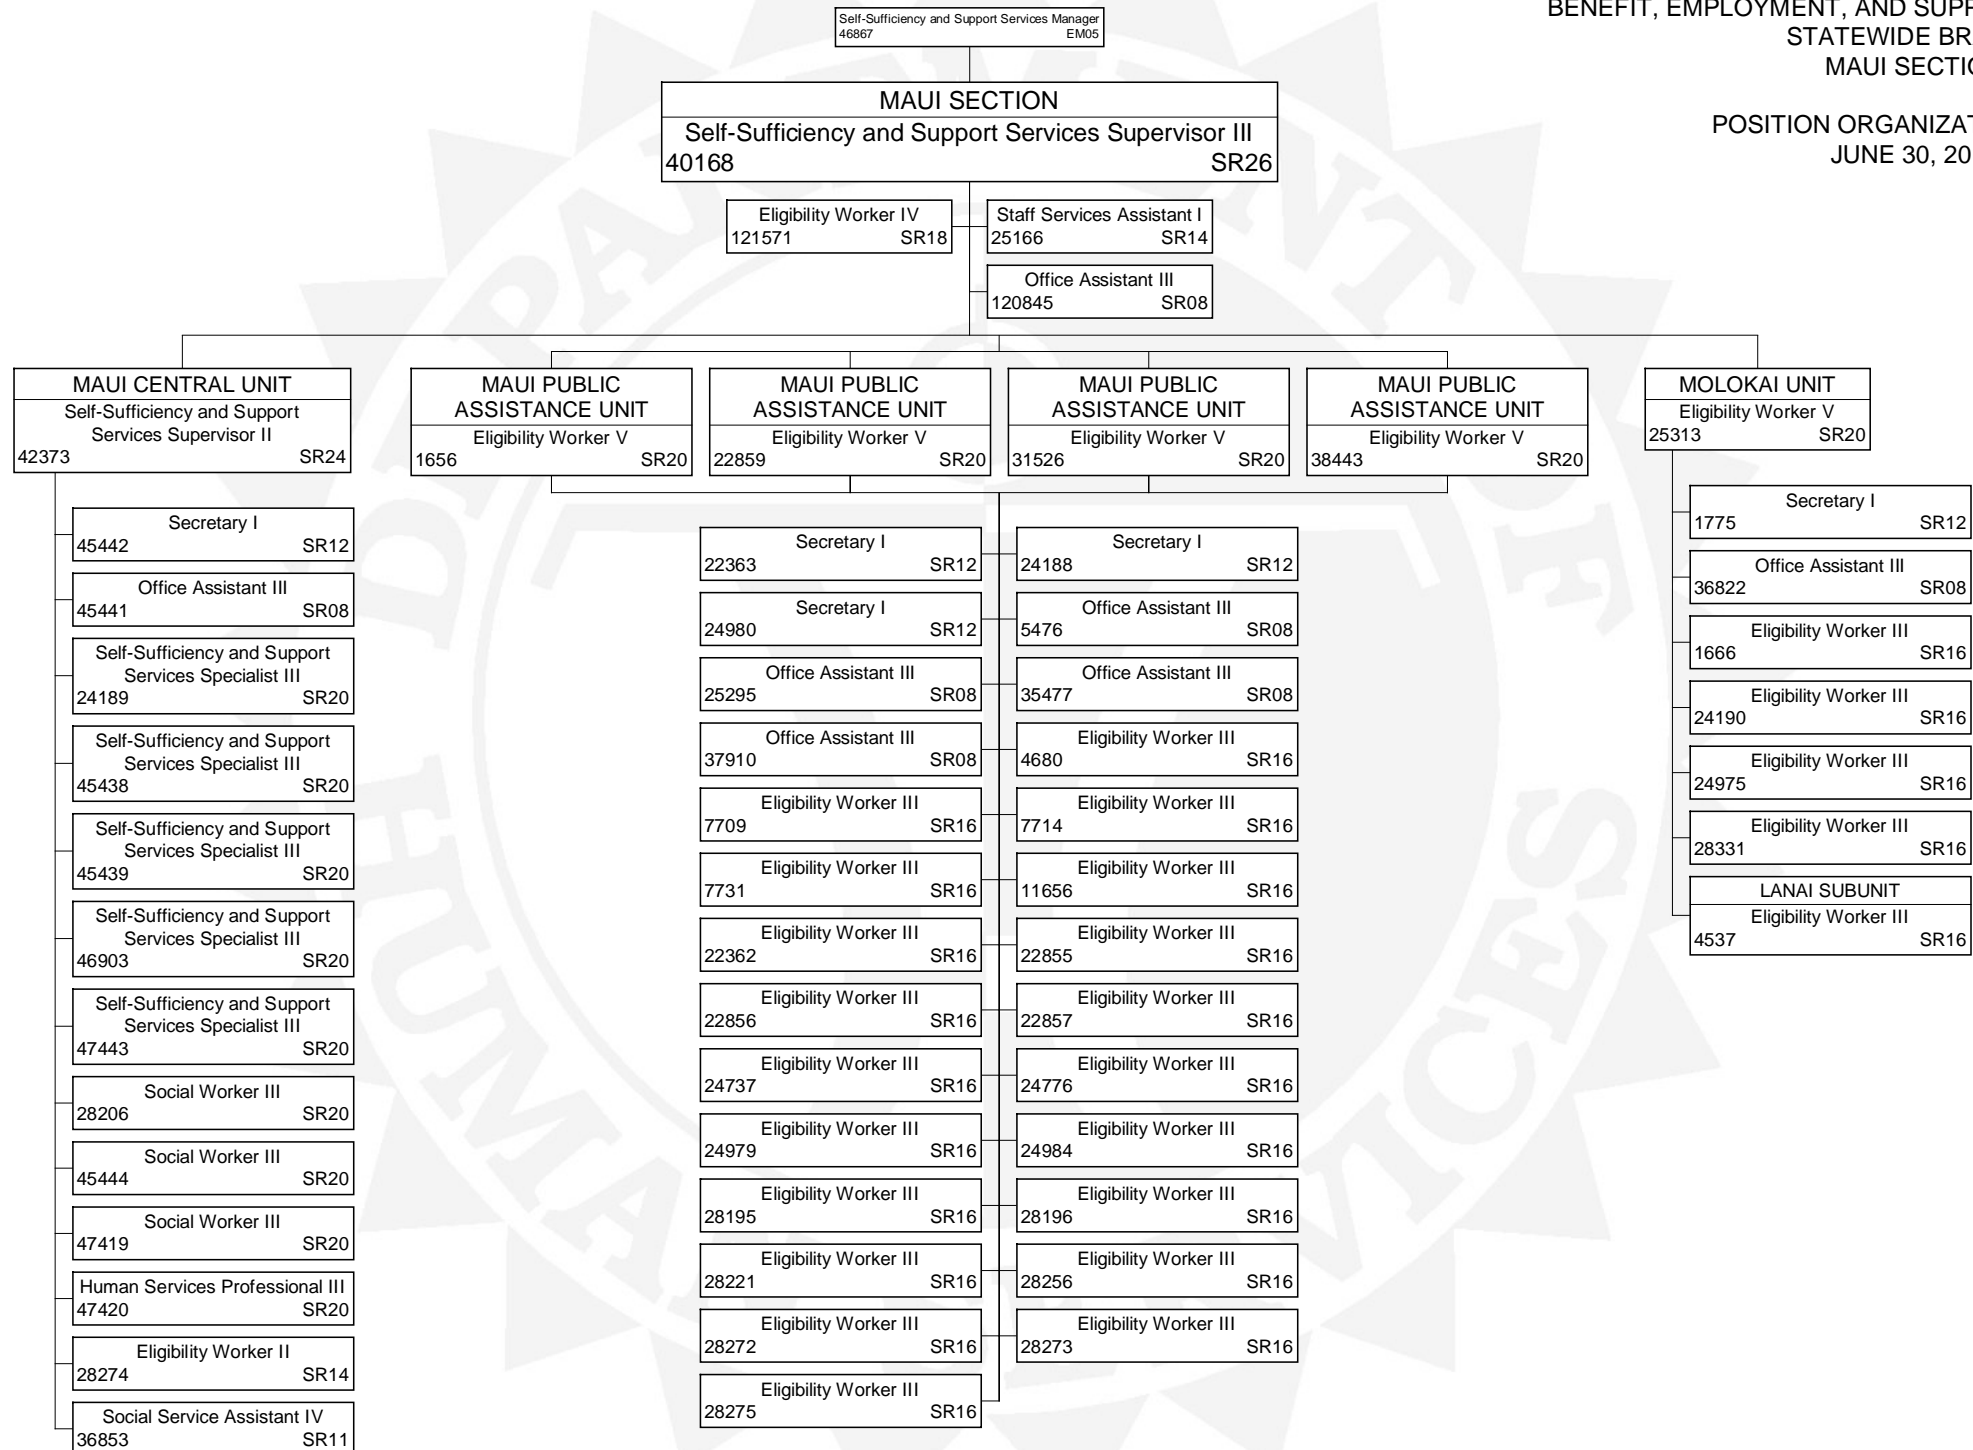 BENEFIT, EMPLOYMENT, AND
STATEWIDE
MAUI
POSITION
JUNE 30,
Self-Sufficiency and Support Services Manager
46867 EM05
MAUI SECTION
Self-Sufficiency and Support Services Supervisor III
40168 SR26
Eligibility Worker IV
121571 SR18
Staff Services Assistant I
25166 SR14
Office Assistant III
120845 SR08
MAUI CENTRAL UNIT
Self-Sufficiency and Support
Services Supervisor II
42373 SR24
Secretary I
45442 SR12
Office Assistant III
45441 SR08
Self-Sufficiency and Support
Services Specialist III
24189 SR20
Self-Sufficiency and Support
Services Specialist III
45438 SR20
Self-Sufficiency and Support
Services Specialist III
45439 SR20
Self-Sufficiency and Support
Services Specialist III
46903 SR20
Self-Sufficiency and Support
Services Specialist III
47443 SR20
Social Worker III
28206 SR20
Social Worker III
45444 SR20
Social Worker III
47419 SR20
Human Services Professional III
47420 SR20
Eligibility Worker II
28274 SR14
Social Service Assistant IV
36853 SR11
MAUI PUBLIC
ASSISTANCE UNIT
Eligibility Worker V
1656 SR20
MAUI PUBLIC
ASSISTANCE UNIT
Eligibility Worker V
22859 SR20
MAUI PUBLIC
ASSISTANCE UNIT
Eligibility Worker V
31526 SR20
MAUI PUBLIC
ASSISTANCE UNIT
Eligibility Worker V
38443 SR20
Secretary I
22363 SR12
Secretary I
24188 SR12
Secretary I
24980 SR12
Office Assistant III
5476 SR08
Office Assistant III
25295 SR08
Office Assistant III
35477 SR08
Office Assistant III
37910 SR08
Eligibility Worker III
4680 SR16
Eligibility Worker III
7709 SR16
Eligibility Worker III
7714 SR16
Eligibility Worker III
7731 SR16
Eligibility Worker III
11656 SR16
Eligibility Worker III
22362 SR16
Eligibility Worker III
22855 SR16
Eligibility Worker III
22856 SR16
Eligibility Worker III
22857 SR16
Eligibility Worker III
24737 SR16
Eligibility Worker III
24776 SR16
Eligibility Worker III
24979 SR16
Eligibility Worker III
24984 SR16
Eligibility Worker III
28195 SR16
Eligibility Worker III
28196 SR16
Eligibility Worker III
28221 SR16
Eligibility Worker III
28256 SR16
Eligibility Worker III
28272 SR16
Eligibility Worker III
28273 SR16
Eligibility Worker III
28275 SR16
MOLOKAI UNIT
Eligibility Worker V
25313 SR20
Secretary I
1775 SR12
Office Assistant III
36822 SR08
Eligibility Worker III
1666 SR16
Eligibility Worker III
24190 SR16
Eligibility Worker III
24975 SR16
Eligibility Worker III
28331 SR16
LANAI SUBUNIT
Eligibility Worker III
4537 SR16
DEPARTMENT OF
HUMAN SERVICES